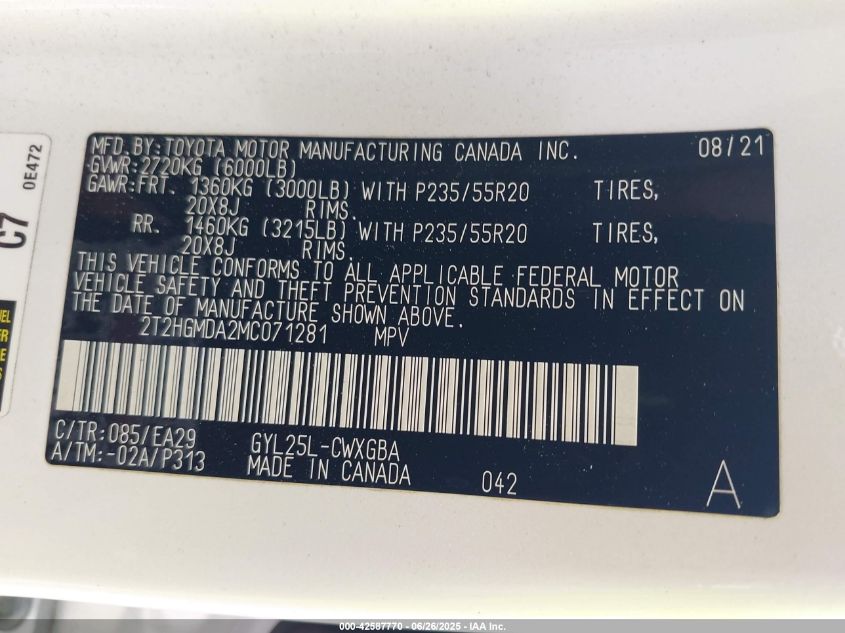 MFD. BY: TOYOTA MOTOR MANUFACTURING CANADA INC. 08/21
GVWR: 2720KG (6000LB)
GAWR: FRT. 1360KG (3000LB) WITH P235/55R20 TIRES,
20X8J RIMS.
RR. 1460KG (3215LB) WITH P235/55R20 TIRES,
20X8J RIMS.
THIS VEHICLE CONFORMS TO ALL APPLICABLE FEDERAL MOTOR
VEHICLE SAFETY AND THEFT PREVENTION STANDARDS IN EFFECT ON
THE DATE OF MANUFACTURE SHOWN ABOVE.
2T2HGMDA2MC071281 MPV
C/TR: 085/EA29 GYL25L-CWXGBA
A/TM: -02A/P313 MADE IN CANADA 042 A
C7
0E472
000-42587770 - 06/26/2025 - IAA Inc.